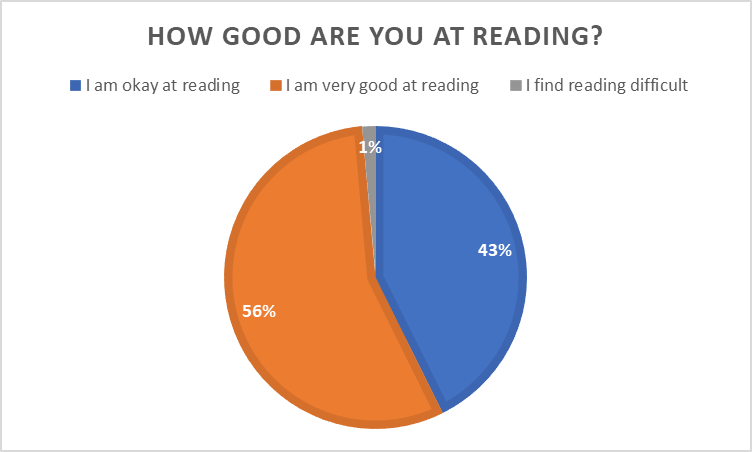 HOW GOOD ARE YOU AT READING?
I am okay at reading I am very good at reading I find reading difficult
1%
43%
56%